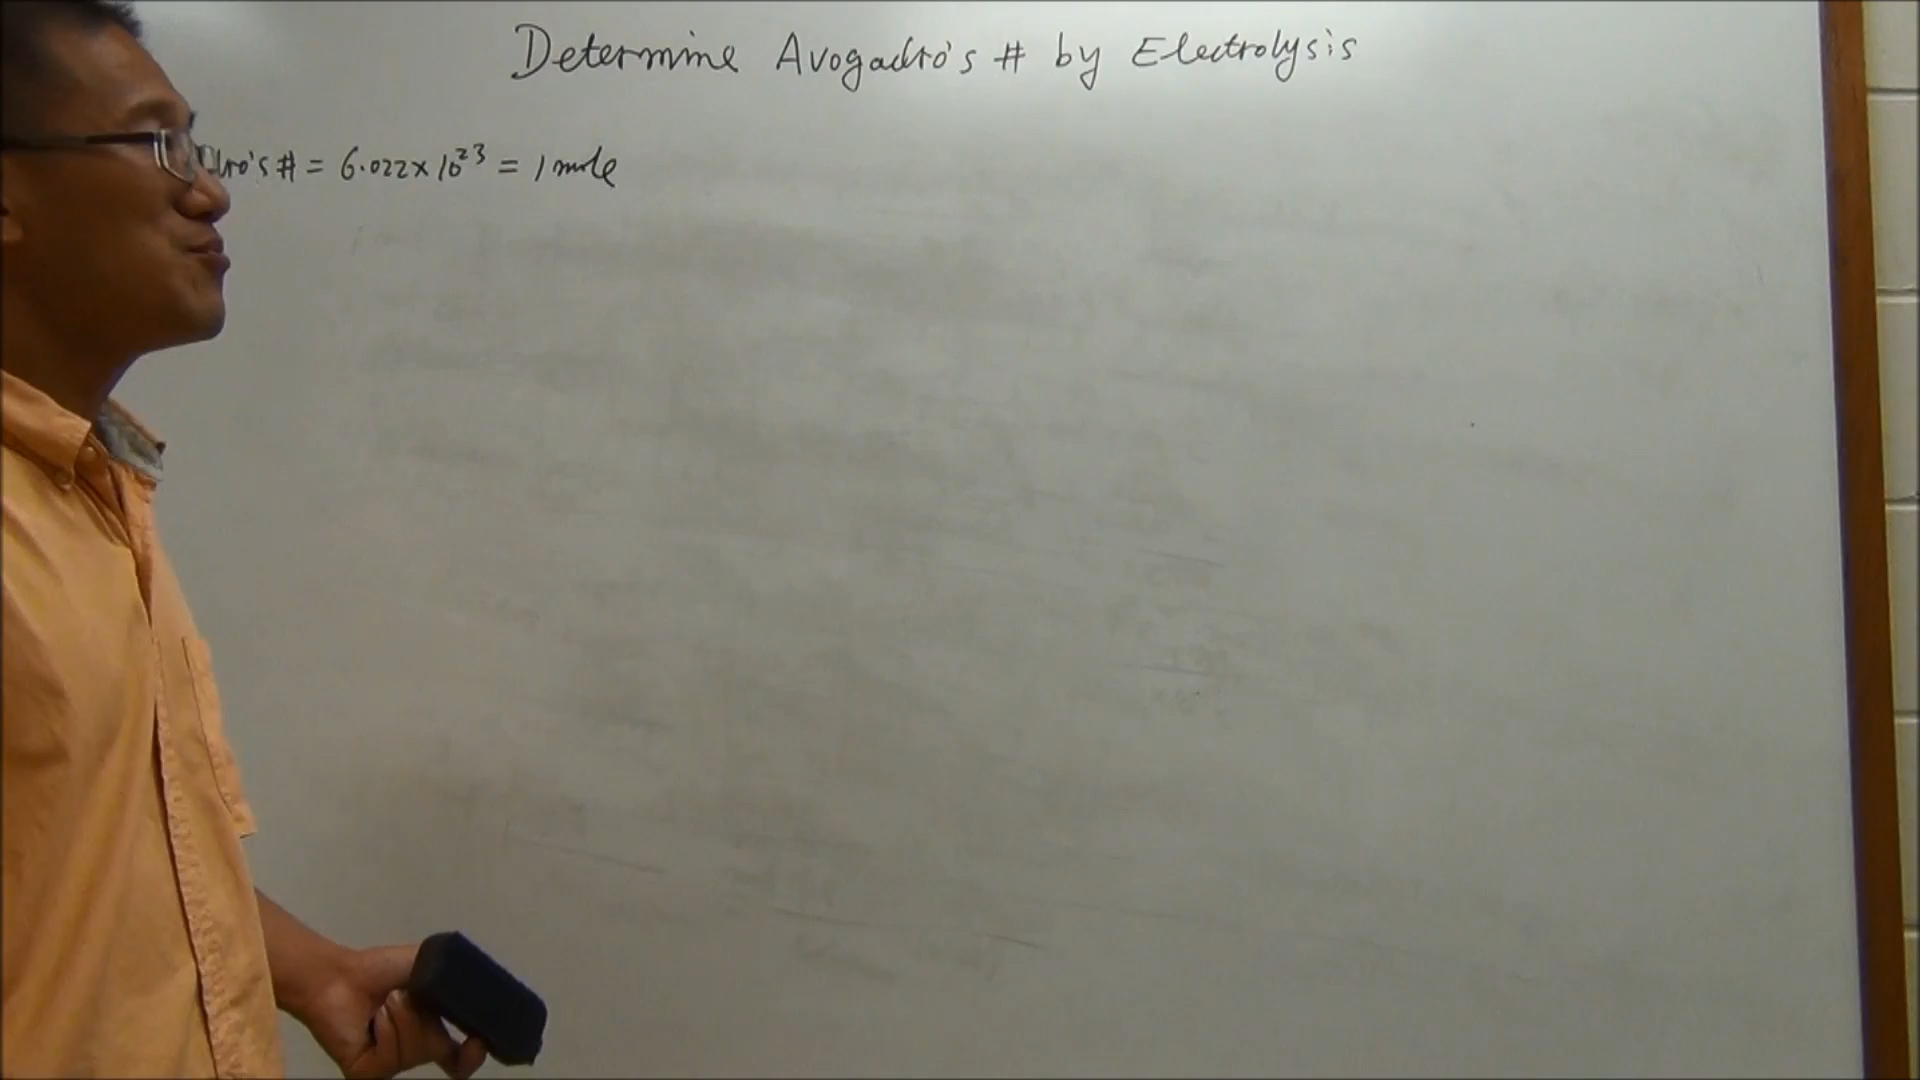 Determine Avogadro's # by Electrolysis
dro's # = 6.022x10²³ = 1 mole